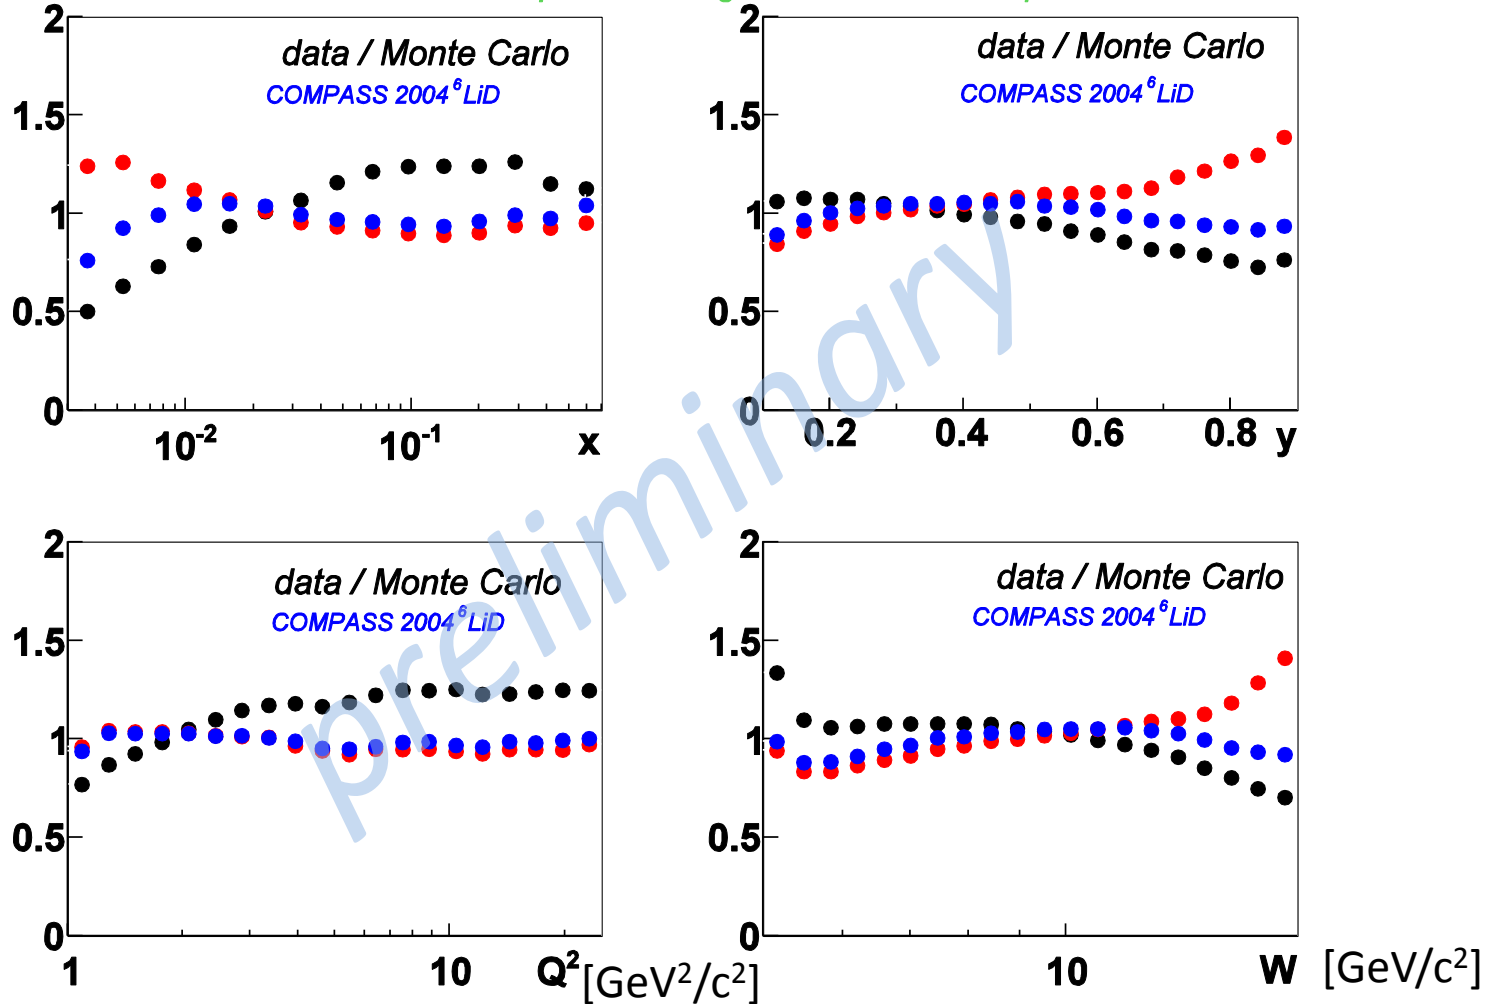 2
1.5
1
0.5
0
data / Monte Carlo
COMPASS 2004 ⁶LiD
10⁻²
10⁻¹
x
2
1.5
1
0.5
0
data / Monte Carlo
COMPASS 2004 ⁶LiD
0.2
0.4
0.6
0.8
y
preliminary
2
1.5
1
0.5
0
data / Monte Carlo
COMPASS 2004 ⁶LiD
1
10
Q² [GeV²/c²]
2
1.5
1
0.5
0
data / Monte Carlo
COMPASS 2004 ⁶LiD
10
W [GeV/c²]